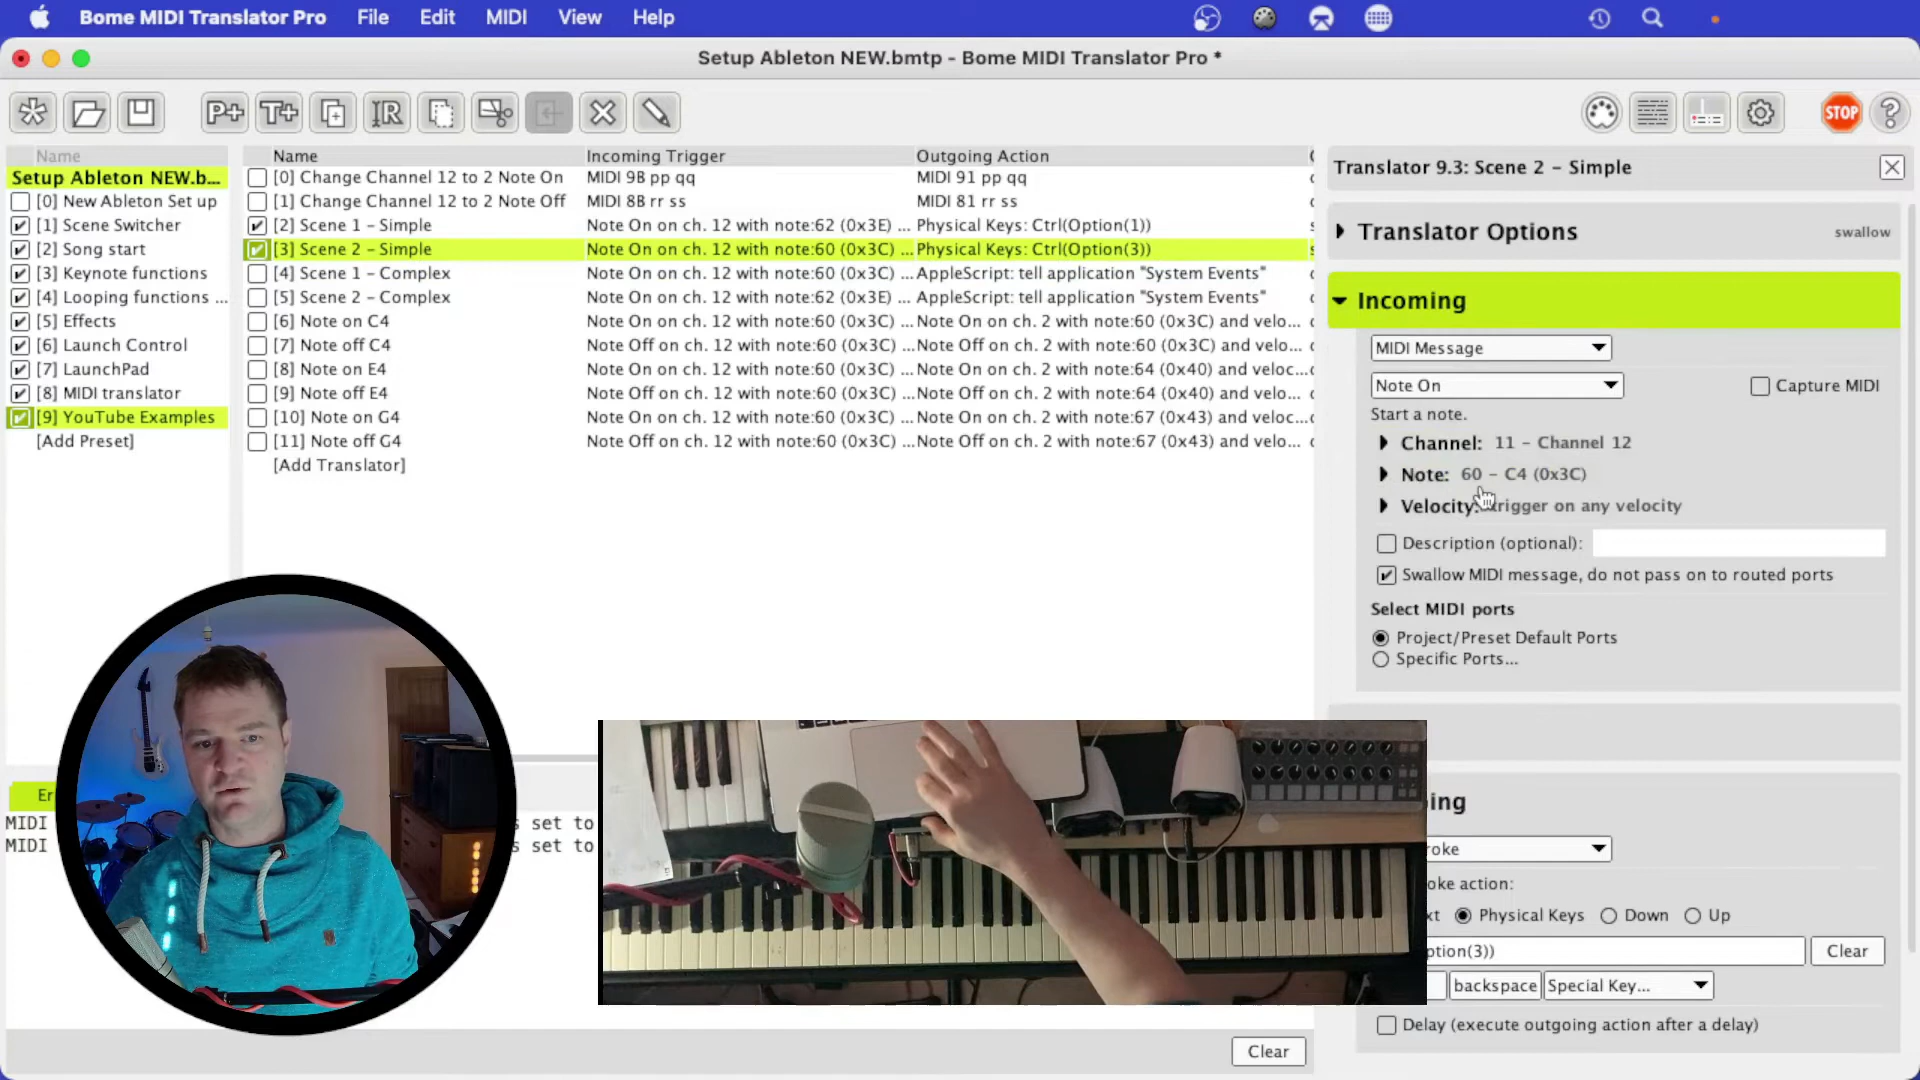 Bome MIDI Translator Pro File Edit MIDI View Help
Setup Ableton NEW.bmtp - Bome MIDI Translator Pro *
P+ T+ R STOP ?
Name
Setup Ableton NEW.b...
[0] New Ableton Set up
[1] Scene Switcher
[2] Song start
[3] Keynote functions
[4] Looping functions ...
[5] Effects
[6] Launch Control
[7] LaunchPad
[8] MIDI translator
[9] YouTube Examples
[Add Preset]
Name Incoming Trigger Outgoing Action
[0] Change Channel 12 to 2 Note On MIDI 9B pp qq MIDI 91 pp qq
[1] Change Channel 12 to 2 Note Off MIDI 8B rr ss MIDI 81 rr ss
[2] Scene 1 - Simple Note On on ch. 12 with note:62 (0x3E) ... Physical Keys: Ctrl(Option(1))
[3] Scene 2 - Simple Note On on ch. 12 with note:60 (0x3C) ... Physical Keys: Ctrl(Option(3))
[4] Scene 1 - Complex Note On on ch. 12 with note:60 (0x3C) ... AppleScript: tell application "System Events"
[5] Scene 2 - Complex Note On on ch. 12 with note:62 (0x3E) ... AppleScript: tell application "System Events"
[6] Note on C4 Note On on ch. 12 with note:60 (0x3C) ... Note On on ch. 2 with note:60 (0x3C) and velo...
[7] Note off C4 Note Off on ch. 12 with note:60 (0x3C) ... Note Off on ch. 2 with note:60 (0x3C) and velo...
[8] Note on E4 Note On on ch. 12 with note:60 (0x3C) ... Note On on ch. 2 with note:64 (0x40) and velo...
[9] Note off E4 Note Off on ch. 12 with note:60 (0x3C) ... Note Off on ch. 2 with note:64 (0x40) and velo...
[10] Note on G4 Note On on ch. 12 with note:60 (0x3C) ... Note On on ch. 2 with note:67 (0x43) and veloc...
[11] Note off G4 Note Off on ch. 12 with note:60 (0x3C) ... Note Off on ch. 2 with note:67 (0x43) and velo...
[Add Translator]
Translator 9.3: Scene 2 - Simple
Translator Options swallow
Incoming
MIDI Message
Note On Capture MIDI
Start a note.
Channel: 11 - Channel 12
Note: 60 - C4 (0x3C)
Velocity: trigger on any velocity
Description (optional):
Swallow MIDI message, do not pass on to routed ports
Select MIDI ports
Project/Preset Default Ports
Specific Ports...
ing
roke
oke action:
xt Physical Keys Down Up
ption(3)) Clear
backspace Special Key...
Delay (execute outgoing action after a delay)
Er
MIDI s set to
MIDI s set to
Clear